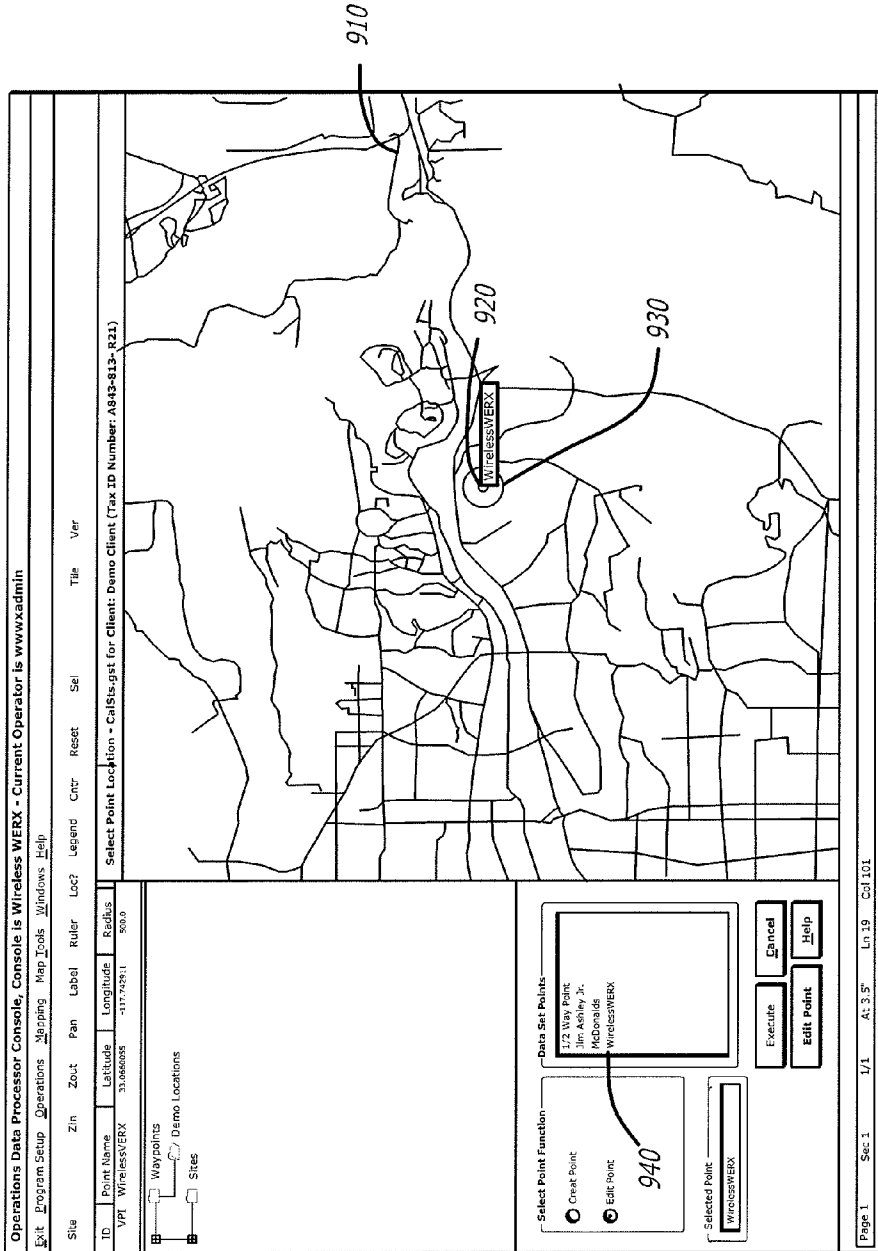 Operations Data Processor Console, Console is Wireless WERX - Current Operator is wwwxadmin
Exit Program Setup Operations Mapping Map Tools Windows Help
Site Zin Zout Pan Label Ruler Loc? Legend Cntr Reset Sel Tile Ver
ID Point Name Latitude Longitude Radius
VPI WirelessVERX 33.0660055 -117.742911 500.0
Waypoints
Demo Locations
Sites
Select Point Location - CalSts.gst for Client: Demo Client (Tax ID Number: A843-813- R21)
910
920
WirelessWERX
930
Select Point Function
Creat Point
Edit Point
940
Data Set Points
1/2 Way Point
Jim Ashley Jr.
McDonalds
WirelessWERX
Selected Point
WirelessWERX
Execute
Cancel
Edit Point
Help
Page 1 Sec 1 1/1 At 3.5" Ln 19 Col 101